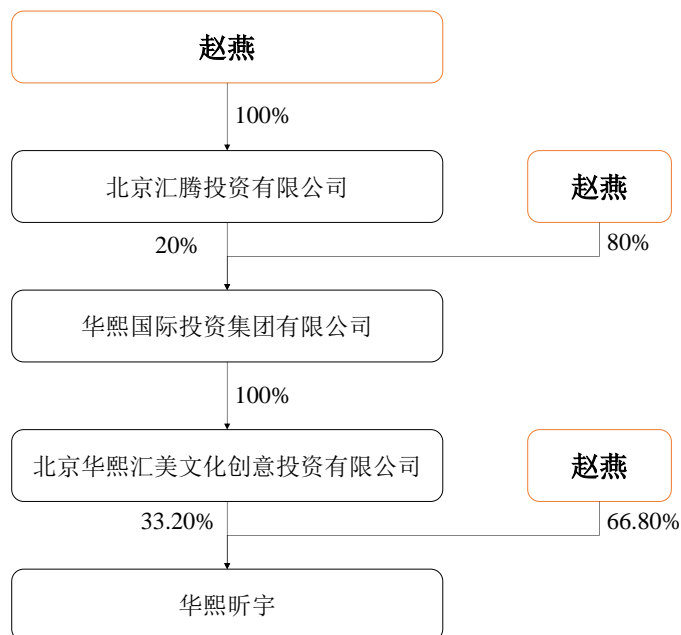 赵燕
100%
北京汇腾投资有限公司
赵燕
20%
80%
华熙国际投资集团有限公司
100%
北京华熙汇美文化创意投资有限公司
赵燕
33.20%
66.80%
华熙昕宇